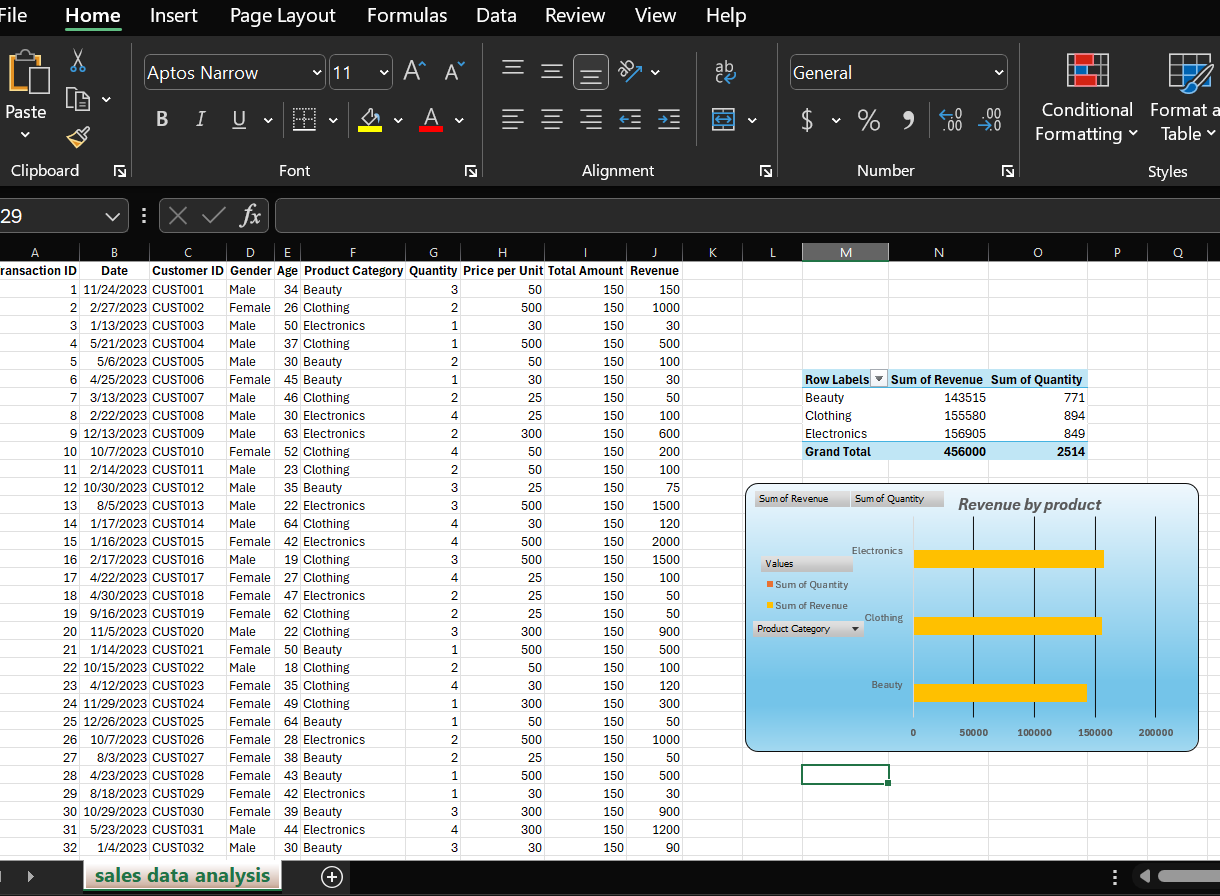 File Home Insert Page Layout Formulas Data Review View Help
Aptos Narrow 11 General
Paste B I U $ % Conditional Formatting Format a Table
Clipboard Font Alignment Number Styles
29 fx
A B C D E F G H I J K L M N O P Q
ransaction ID Date Customer ID Gender Age Product Category Quantity Price per Unit Total Amount Revenue
1 11/24/2023 CUST001 Male 34 Beauty 3 50 150 150
2 2/27/2023 CUST002 Female 26 Clothing 2 500 150 1000
3 1/13/2023 CUST003 Male 50 Electronics 1 30 150 30
4 5/21/2023 CUST004 Male 37 Clothing 1 500 150 500
5 5/6/2023 CUST005 Male 30 Beauty 2 50 150 100
6 4/25/2023 CUST006 Female 45 Beauty 1 30 150 30
7 3/13/2023 CUST007 Male 46 Clothing 2 25 150 50
8 2/22/2023 CUST008 Male 30 Electronics 4 25 150 100
9 12/13/2023 CUST009 Male 63 Electronics 2 300 150 600
10 10/7/2023 CUST010 Female 52 Clothing 4 50 150 200
11 2/14/2023 CUST011 Male 23 Clothing 2 50 150 100
12 10/30/2023 CUST012 Male 35 Beauty 3 25 150 75
13 8/5/2023 CUST013 Male 22 Electronics 3 500 150 1500
14 1/17/2023 CUST014 Male 64 Clothing 4 30 150 120
15 1/16/2023 CUST015 Female 42 Electronics 4 500 150 2000
16 2/17/2023 CUST016 Male 19 Clothing 3 500 150 1500
17 4/22/2023 CUST017 Female 27 Clothing 4 25 150 100
18 4/30/2023 CUST018 Female 47 Electronics 2 25 150 50
19 9/16/2023 CUST019 Female 62 Clothing 2 25 150 50
20 11/5/2023 CUST020 Male 22 Clothing 3 300 150 900
21 1/14/2023 CUST021 Female 50 Beauty 1 500 150 500
22 10/15/2023 CUST022 Male 18 Clothing 2 50 150 100
23 4/12/2023 CUST023 Female 35 Clothing 4 30 150 120
24 11/29/2023 CUST024 Female 49 Clothing 1 300 150 300
25 12/26/2023 CUST025 Female 64 Beauty 1 50 150 50
26 10/7/2023 CUST026 Female 28 Electronics 2 500 150 1000
27 8/3/2023 CUST027 Female 38 Beauty 2 25 150 50
28 4/23/2023 CUST028 Female 43 Beauty 1 500 150 500
29 8/18/2023 CUST029 Female 42 Electronics 1 30 150 30
30 10/29/2023 CUST030 Female 39 Beauty 3 300 150 900
31 5/23/2023 CUST031 Male 44 Electronics 4 300 150 1200
32 1/4/2023 CUST032 Male 30 Beauty 3 30 150 90
Row Labels Sum of Revenue Sum of Quantity
Beauty 143515 771
Clothing 155580 894
Electronics 156905 849
Grand Total 456000 2514
Sum of Revenue Sum of Quantity Revenue by product
Electronics
Values
Sum of Quantity
Sum of Revenue
Clothing
Product Category
Beauty
0 50000 100000 150000 200000
sales data analysis